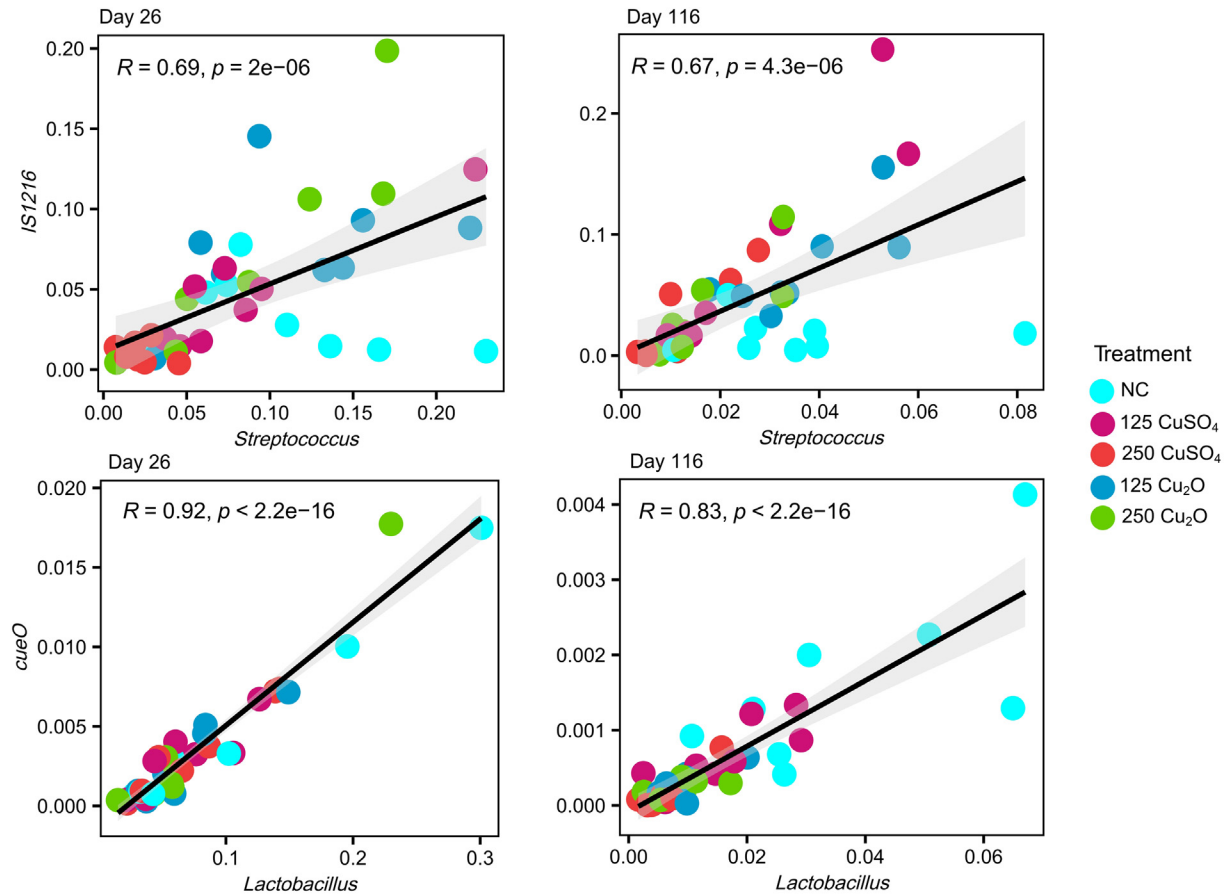 Day 26
R = 0.69, p = 2e−06
0.20
0.15
0.10
0.05
0.00
IS1216
0.00 0.05 0.10 0.15 0.20
Streptococcus
Day 116
R = 0.67, p = 4.3e−06
0.2
0.1
0.0
0.00 0.02 0.04 0.06 0.08
Streptococcus
Day 26
R = 0.92, p < 2.2e−16
0.020
0.015
0.010
0.005
0.000
cueO
0.1 0.2 0.3
Lactobacillus
Day 116
R = 0.83, p < 2.2e−16
0.004
0.003
0.002
0.001
0.000
0.00 0.02 0.04 0.06
Lactobacillus
Treatment
NC
125 CuSO₄
250 CuSO₄
125 Cu₂O
250 Cu₂O